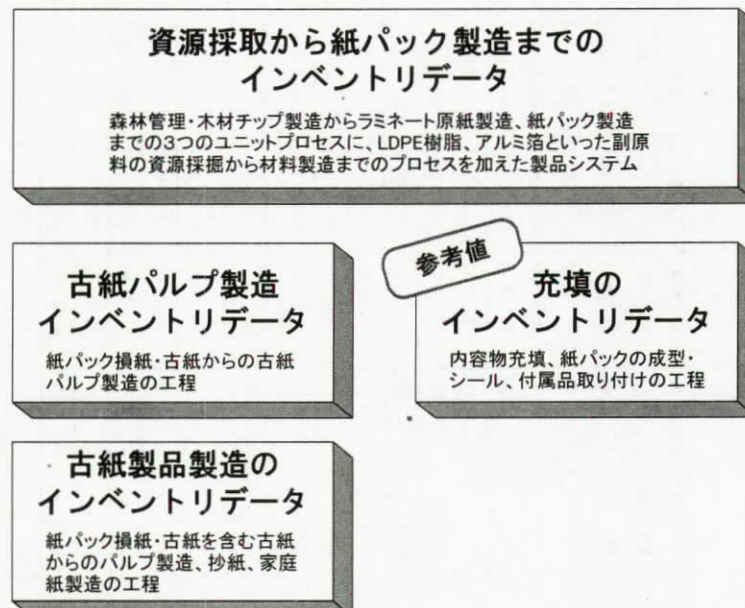 資源採取から紙パック製造までの
インベントリデータ
森林管理・木材チップ製造からラミネート原紙製造、紙パック製造
までの3つのユニットプロセスに、LDPE樹脂、アルミ箔といった副原
料の資源採掘から材料製造までのプロセスを加えた製品システム
古紙パルプ製造
インベントリデータ
紙パック損紙・古紙からの古紙
パルプ製造の工程
参考値
充填の
インベントリデータ
内容物充填、紙パックの成型・
シール、付属品取り付けの工程
古紙製品製造の
インベントリデータ
紙パック損紙・古紙を含む古紙
からのパルプ製造、抄紙、家庭
紙製造の工程